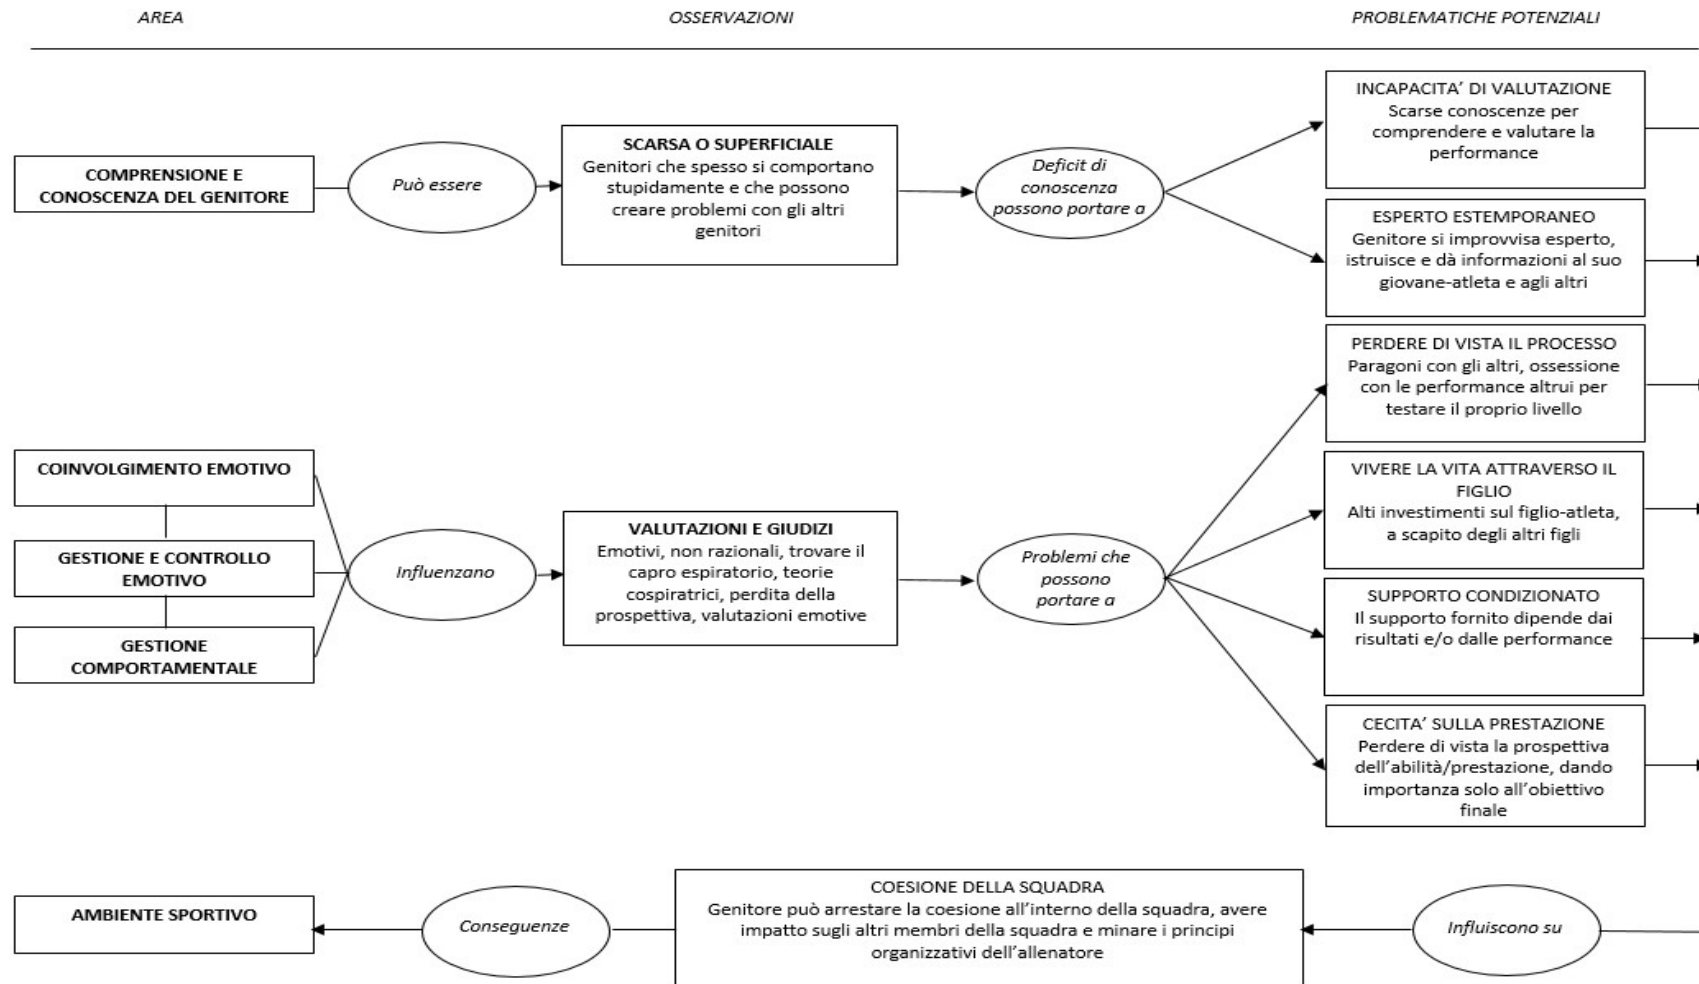 AREA
OSSERVAZIONI
PROBLEMATICHE POTENZIALI
COMPRENSIONE E
CONOSCENZA DEL GENITORE
Può essere
SCARSA O SUPERFICIALE
Genitori che spesso si comportano
stupidamente e che possono
creare problemi con gli altri
genitori
Deficit di
conoscenza
possono portare a
INCAPACITA’ DI VALUTAZIONE
Scarse conoscenze per
comprendere e valutare la
performance
ESPERTO ESTEMPORANEO
Genitore si improvvisa esperto,
istruisce e dà informazioni al suo
giovane-atleta e agli altri
COINVOLGIMENTO EMOTIVO
GESTIONE E CONTROLLO
EMOTIVO
GESTIONE
COMPORTAMENTALE
Influenzano
VALUTAZIONI E GIUDIZI
Emotivi, non razionali, trovare il
capro espiratorio, teorie
cospiratrici, perdita della
prospettiva, valutazioni emotive
Problemi che
possono
portare a
PERDERE DI VISTA IL PROCESSO
Paragoni con gli altri, ossessione
con le performance altrui per
testare il proprio livello
VIVERE LA VITA ATTRAVERSO IL
FIGLIO
Alti investimenti sul figlio-atleta,
a scapito degli altri figli
SUPPORTO CONDIZIONATO
Il supporto fornito dipende dai
risultati e/o dalle performance
CECITA’ SULLA PRESTAZIONE
Perdere di vista la prospettiva
dell’abilità/prestazione, dando
importanza solo all’obiettivo
finale
AMBIENTE SPORTIVO
Conseguenze
COESIONE DELLA SQUADRA
Genitore può arrestare la coesione all’interno della squadra, avere
impatto sugli altri membri della squadra e minare i principi
organizzativi dell’allenatore
Influiscono su